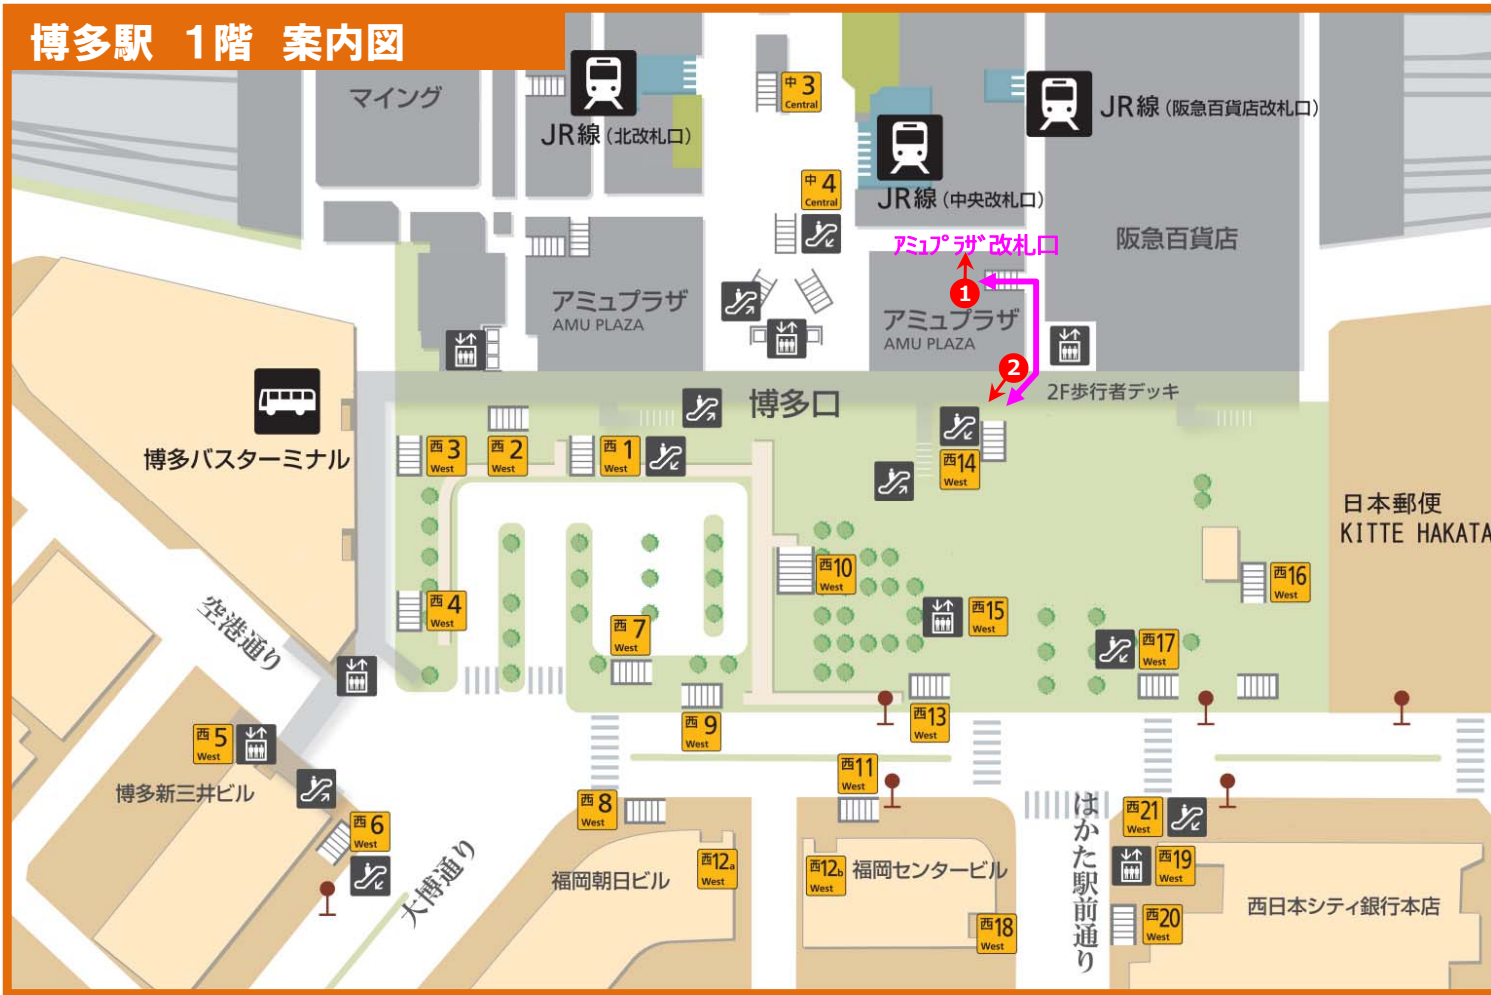 博多駅 1階 案内図
マイング
JR線(北改札口)
中3
Central
JR線(中央改札口)
JR線(阪急百貨店改札口)
中4
Central
ｱﾐｭﾌﾟﾗｻﾞ改札口
阪急百貨店
1
アミュプラザ
AMU PLAZA
アミュプラザ
AMU PLAZA
2
2F歩行者デッキ
博多口
博多バスターミナル
西3
West
西2
West
西1
West
西14
West
日本郵便
KITTE HAKATA
西10
West
西16
West
西4
West
空港通り
西7
West
西15
West
西17
West
西5
West
西9
West
西13
West
博多新三井ビル
西11
West
西8
West
西6
West
はかた駅前通り
西21
West
大博通り
福岡朝日ビル
西12a
West
西12b
West
福岡センタービル
西19
West
西18
West
西20
West
西日本シティ銀行本店